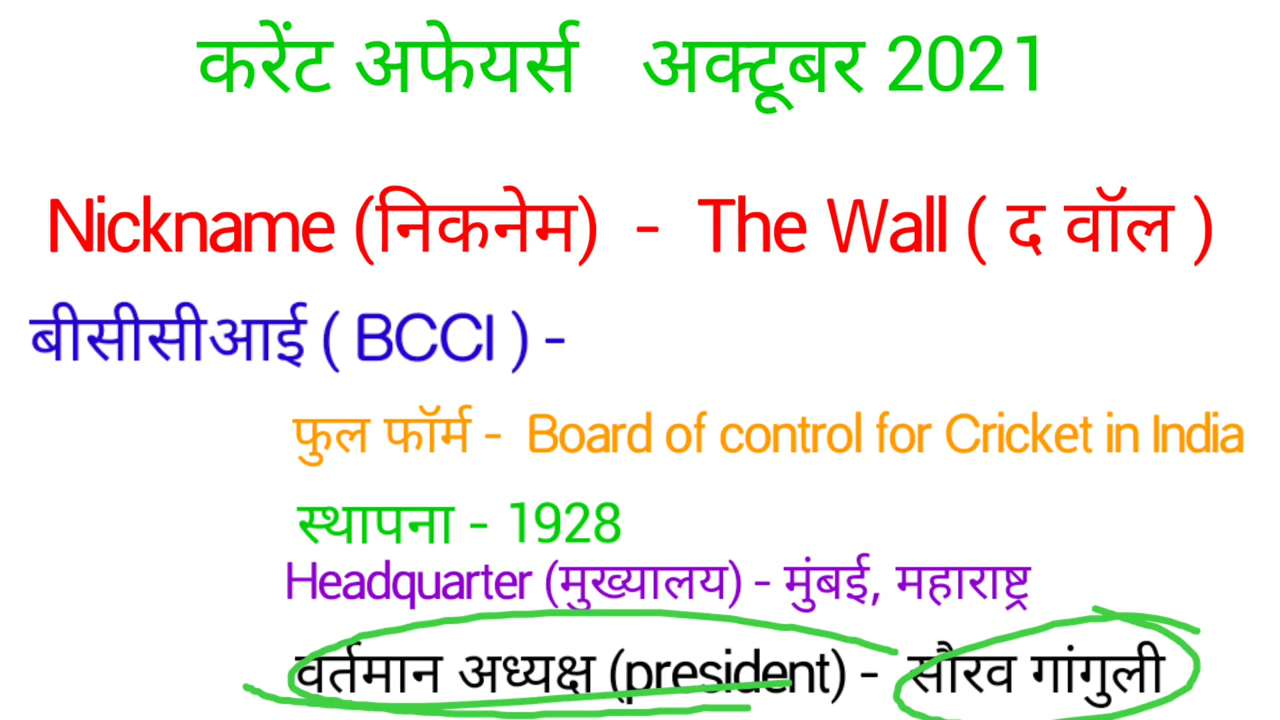 करेंट अफेयर्स अक्टूबर 2021
Nickname (निकनेम) - The Wall ( द वॉल )
बीसीसीआई ( BCCI ) -
फुल फॉर्म - Board of control for Cricket in India
स्थापना - 1928
Headquarter (मुख्यालय) - मुंबई, महाराष्ट्र
वर्तमान अध्यक्ष (president) - सौरव गांगुली